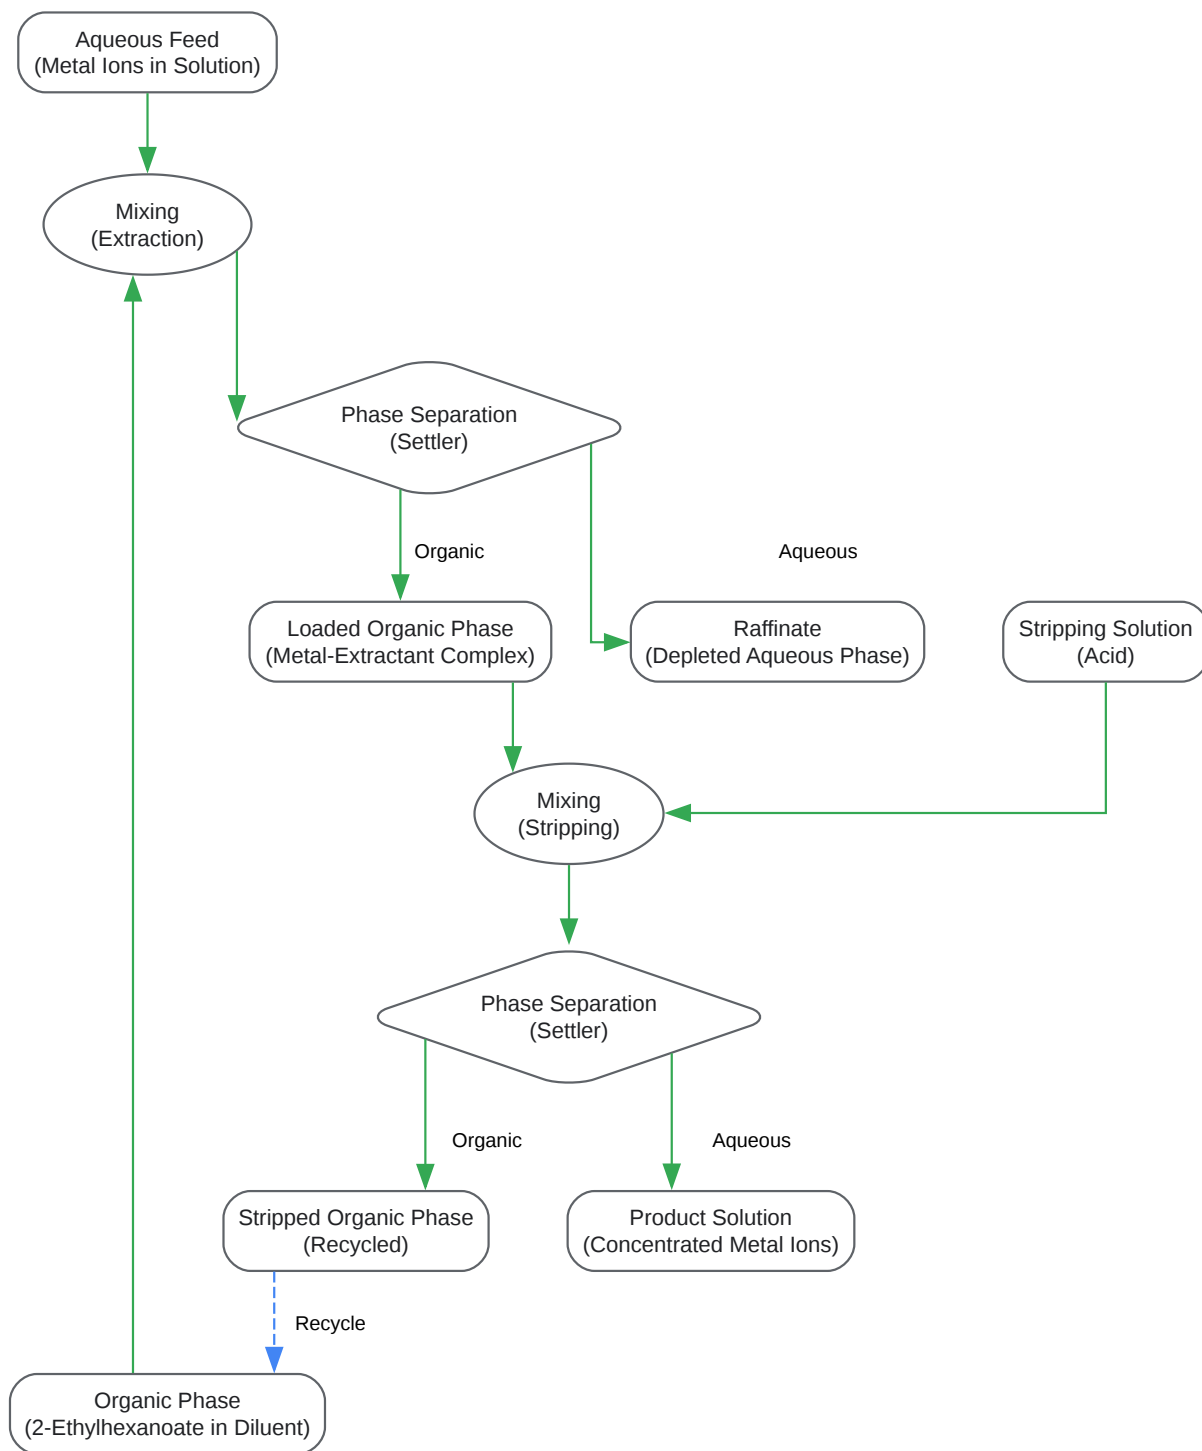 Aqueous Feed
(Metal Ions in Solution)
Mixing
(Extraction)
Phase Separation
(Settler)
Organic
Aqueous
Loaded Organic Phase
(Metal-Extractant Complex)
Raffinate
(Depleted Aqueous Phase)
Stripping Solution
(Acid)
Mixing
(Stripping)
Phase Separation
(Settler)
Organic
Aqueous
Stripped Organic Phase
(Recycled)
Product Solution
(Concentrated Metal Ions)
Recycle
Organic Phase
(2-Ethylhexanoate in Diluent)